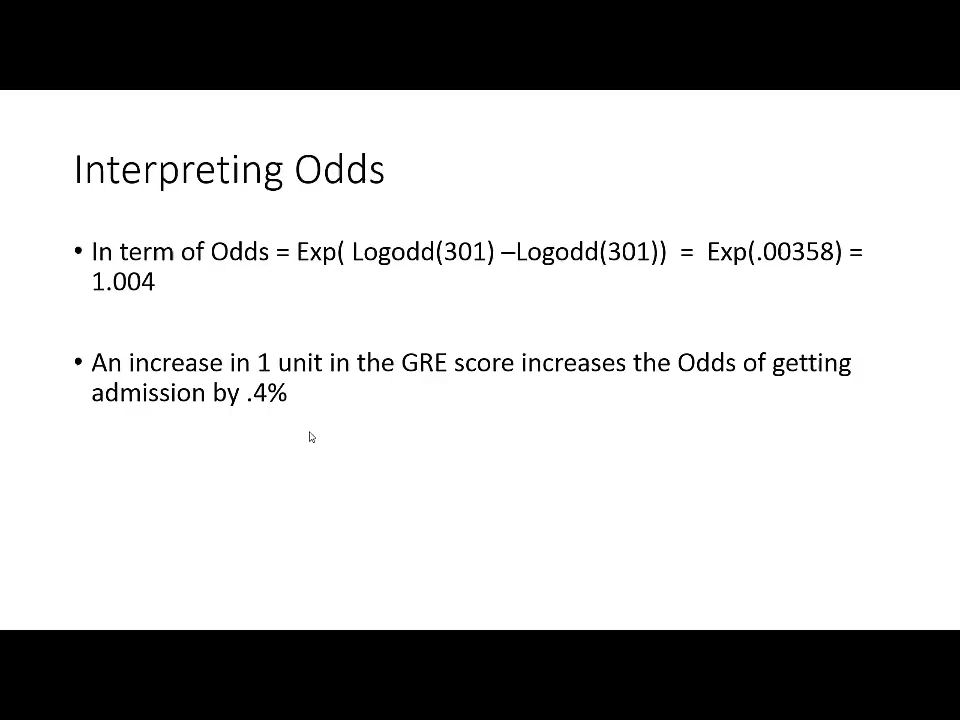 Interpreting Odds
• In term of Odds = Exp( Logodd(301) –Logodd(301)) = Exp(.00358) =
1.004
• An increase in 1 unit in the GRE score increases the Odds of getting
admission by .4%